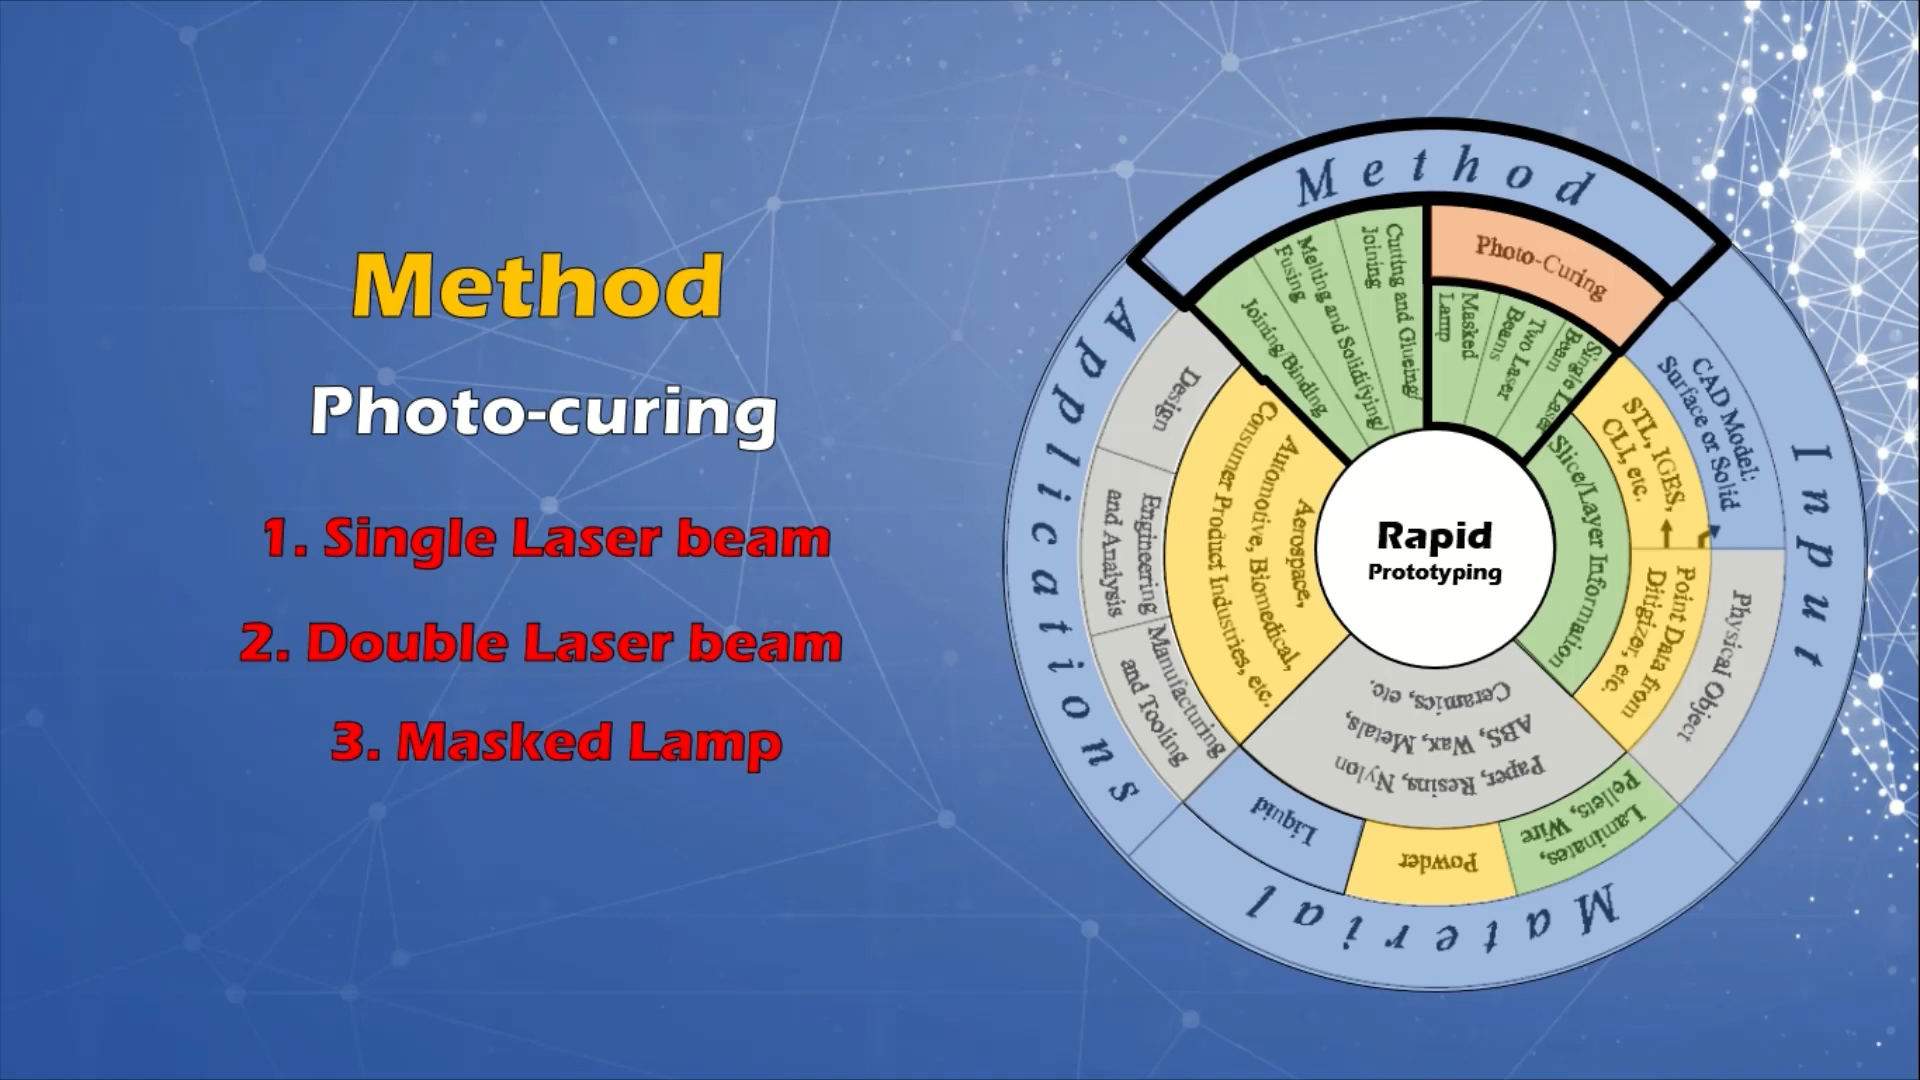 Method
Photo-curing
1. Single Laser beam
2. Double Laser beam
3. Masked Lamp
Method
Photo-Curing
Cutting and Glueing/
Joining
Melting and Solidifying/
Fusing
Joining/Binding
Masked
Lamp
Two Laser
Beams
Single Laser
Beam
Input
CAD Model:
Surface or Solid
STL, IGES,
CLI, etc.
Slice/Layer Information
Point Data from
Ditigizer, etc.
Physical Object
Rapid
Prototyping
Applications
Design
Engineering
and Analysis
Manufacturing
and Tooling
Aerospace,
Automotive, Biomedical,
Consumer Product Industries, etc.
Material
Laminates,
Pellets, Wire
Powder
Liquid
Paper, Resins, Nylon
ABS, Wax, Metals,
Ceramics, etc.